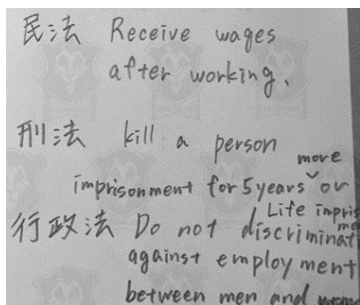 民法 Receive wages
after working.
刑法 kill a person
more
imprisonment for 5 years or
Life impris
行政法 Do not discriminat
against employment
between men and